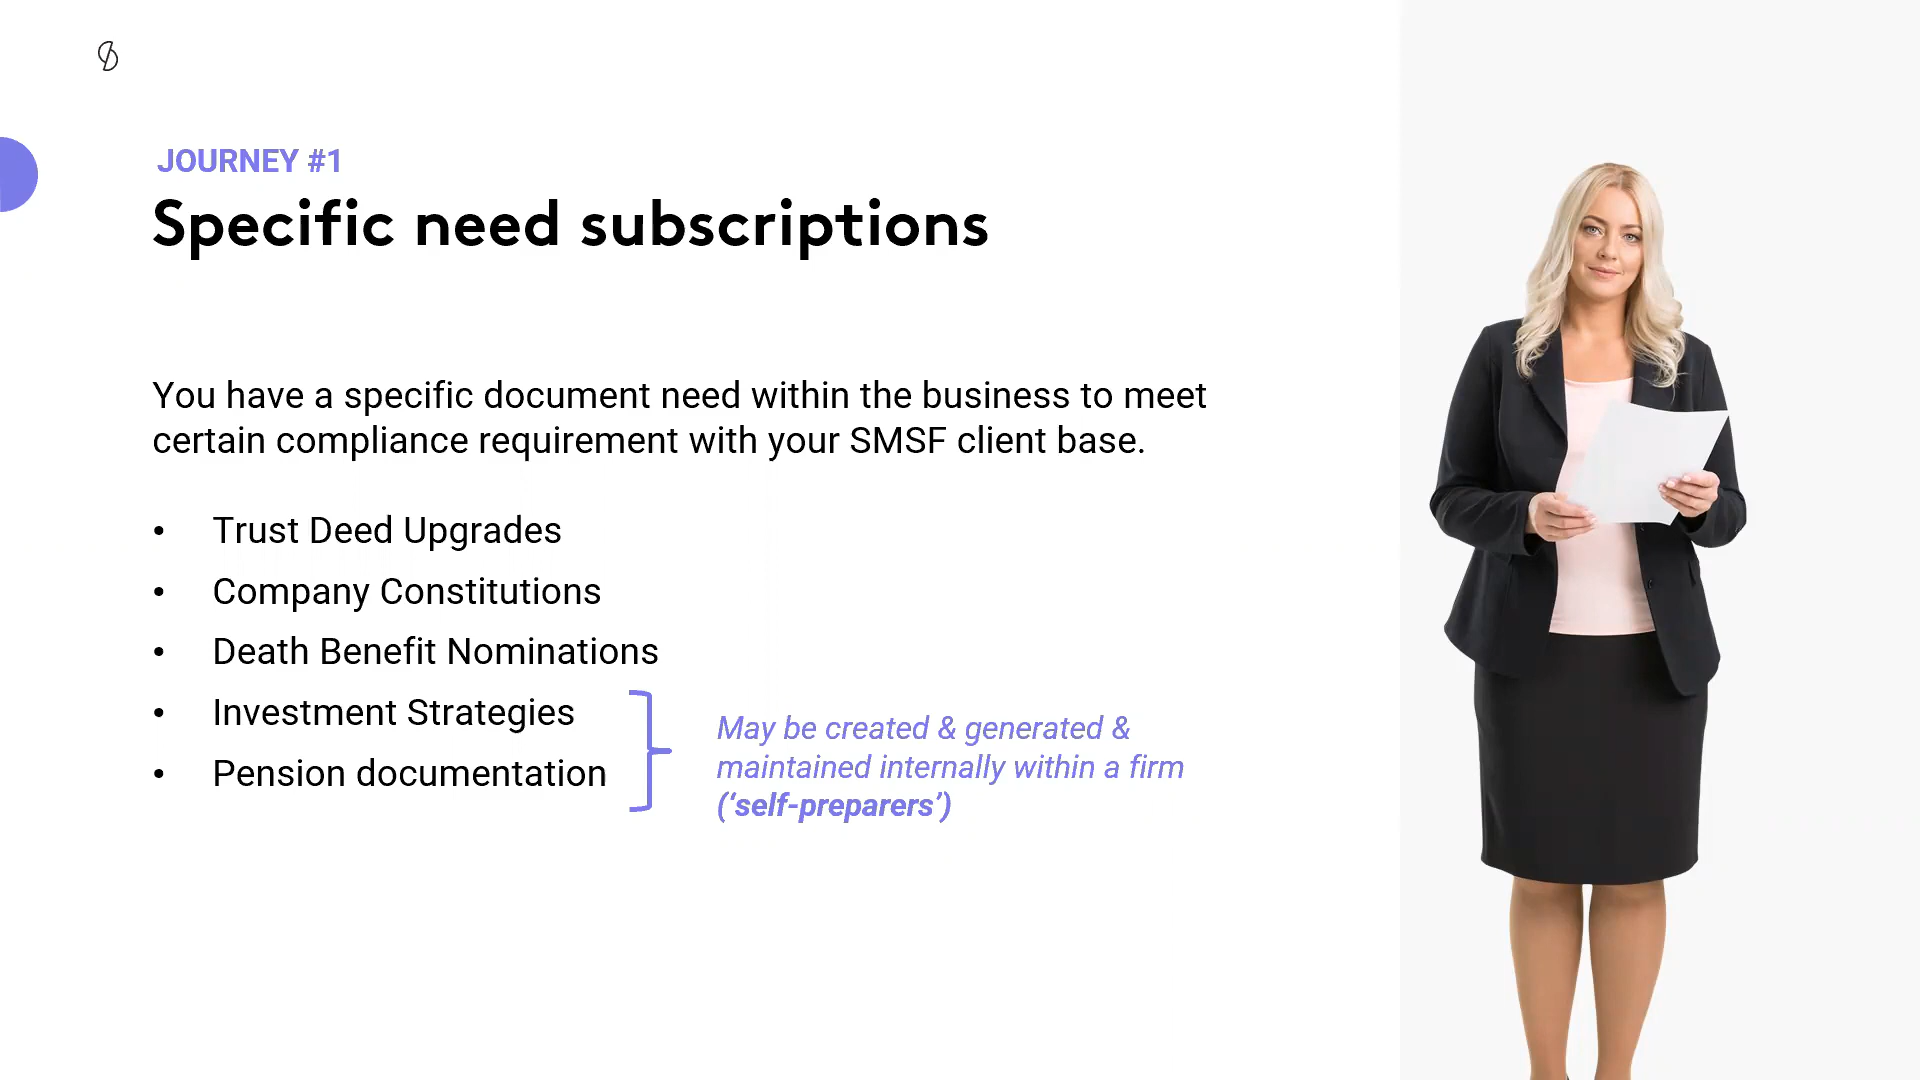 JOURNEY #1
Specific need subscriptions
You have a specific document need within the business to meet
certain compliance requirement with your SMSF client base.
• Trust Deed Upgrades
• Company Constitutions
• Death Benefit Nominations
• Investment Strategies
• Pension documentation
May be created & generated &
maintained internally within a firm
(‘self-preparers’)